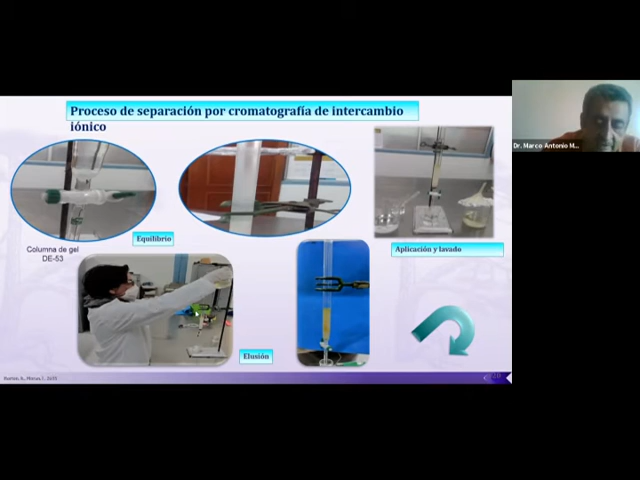 Proceso de separación por cromatografía de intercambio
iónico
Dr. Marco Antonio M...
Equilibrio
Columna de gel
DE-53
Aplicación y lavado
Elusión